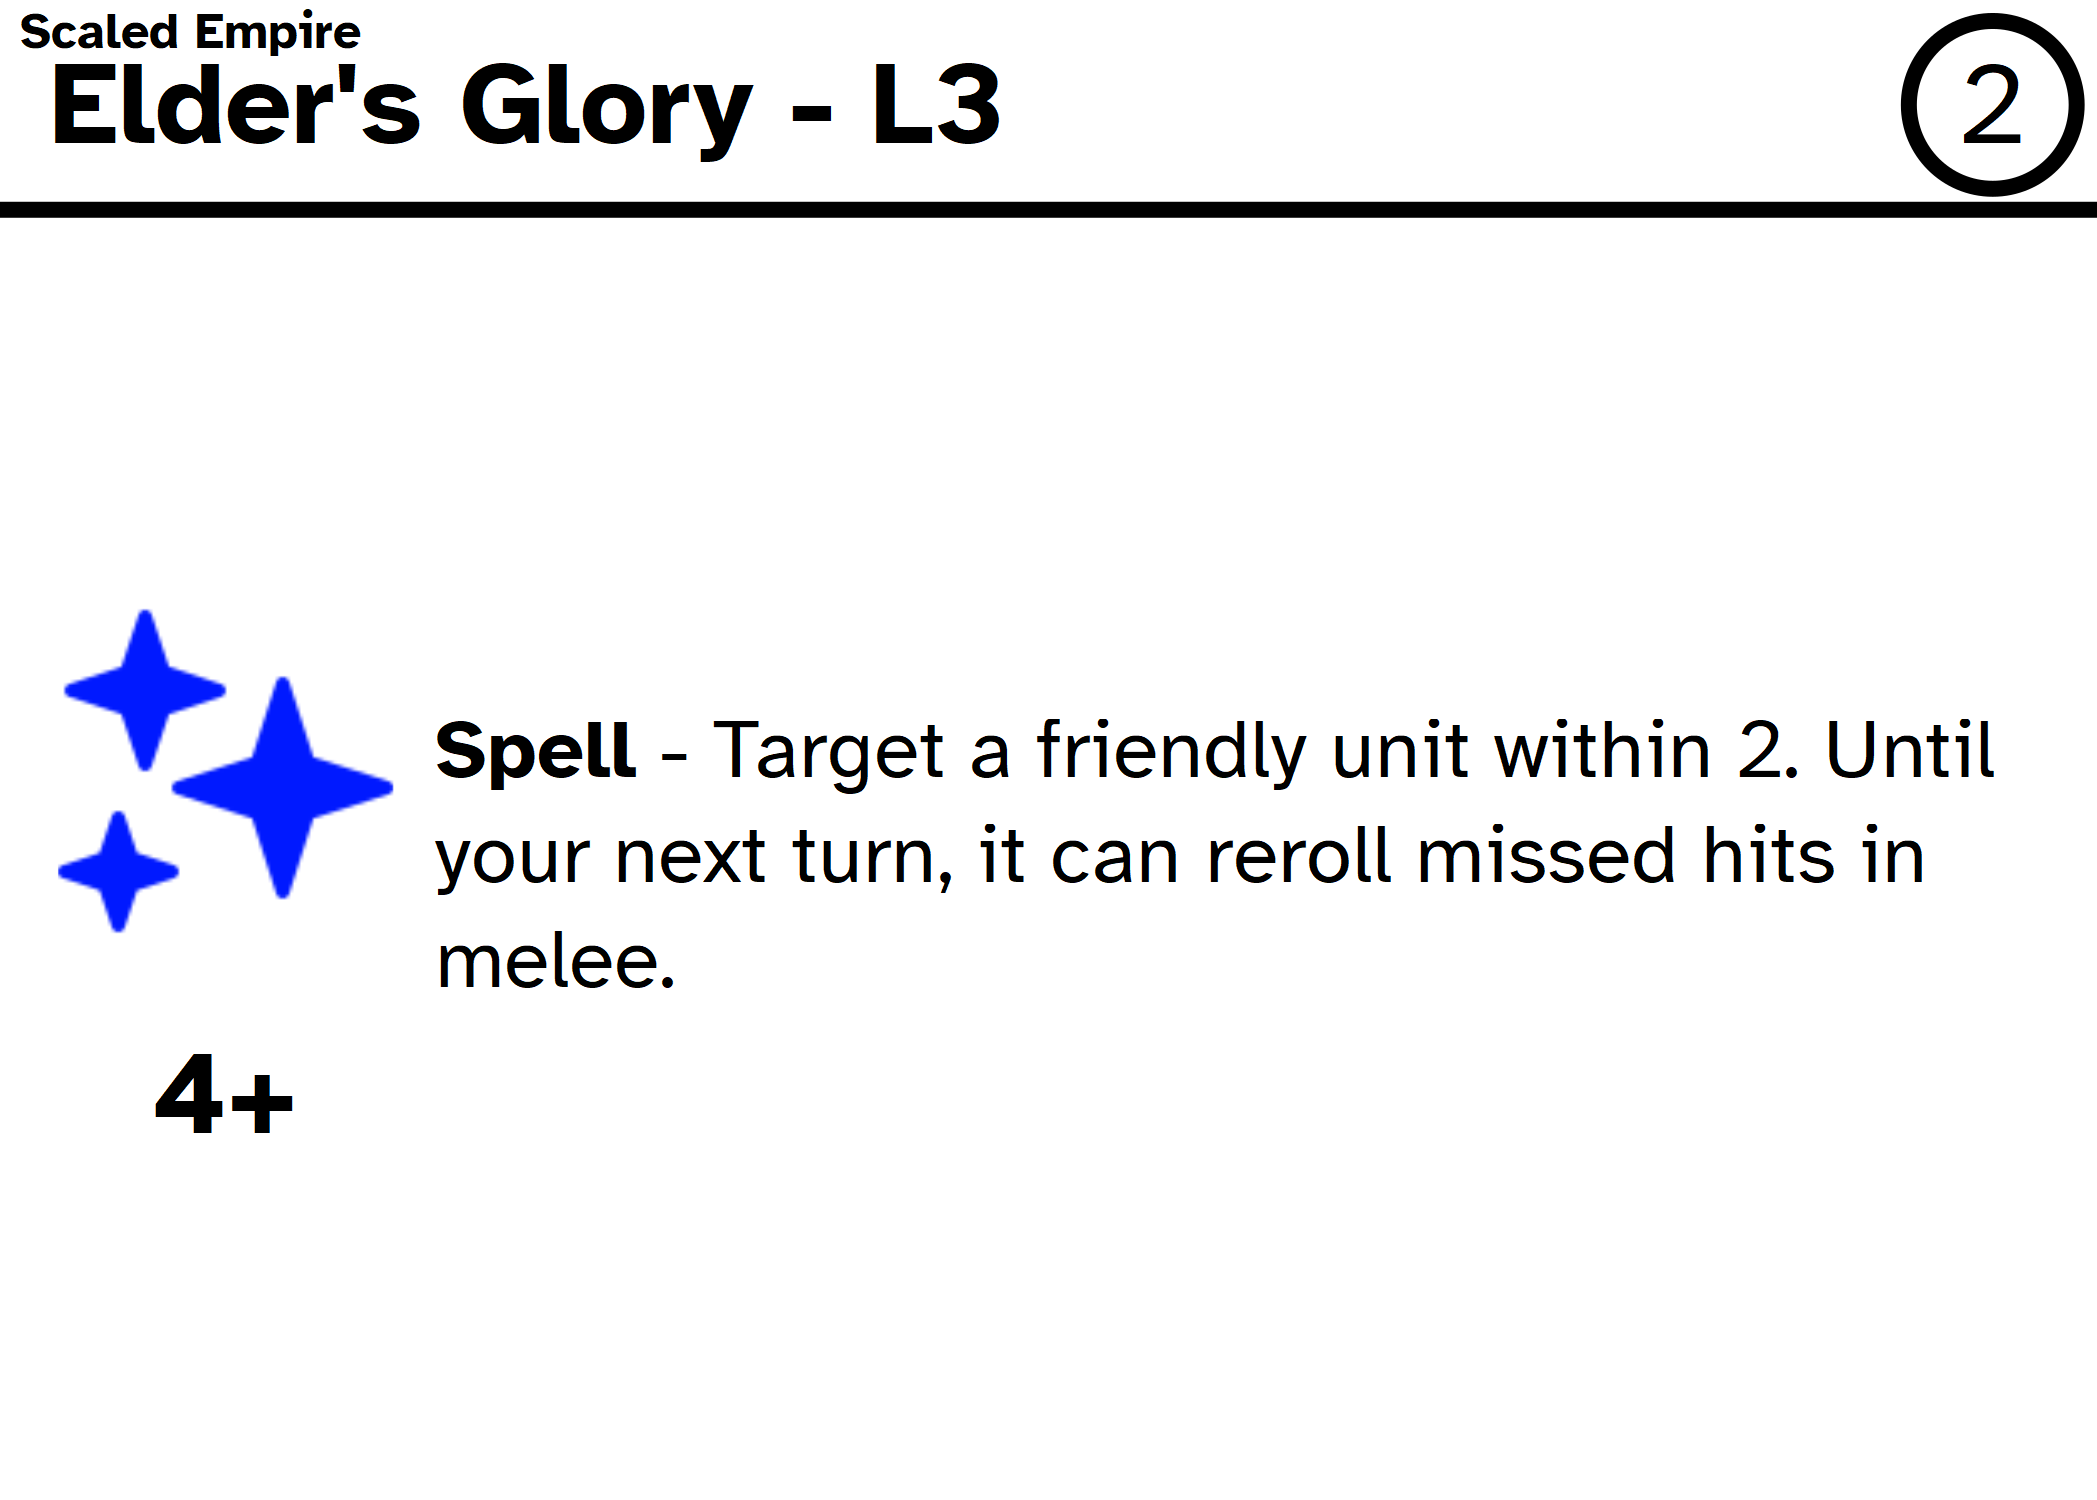 Scaled Empire
Elder's Glory - L3
2
Spell - Target a friendly unit within 2. Until
your next turn, it can reroll missed hits in
melee.
4+